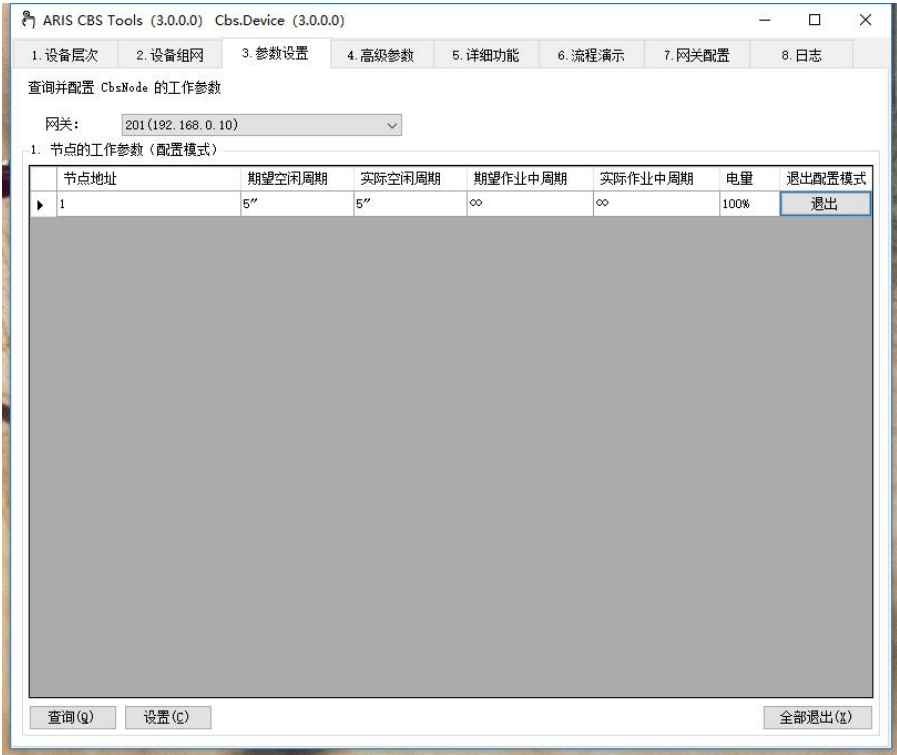 ARIS CBS Tools (3.0.0.0) Cbs.Device (3.0.0.0)
1.设备层次 2.设备组网 3.参数设置 4.高级参数 5.详细功能 6.流程演示 7.网关配置 8.日志
查询并配置 CbsNode 的工作参数
网关: 201(192.168.0.10)
1. 节点的工作参数(配置模式)
节点地址 期望空闲周期 实际空闲周期 期望作业中周期 实际作业中周期 电量 退出配置模式
1 5″ 5″ ∞ ∞ 100% 退出
查询(Q) 设置(C) 全部退出(X)